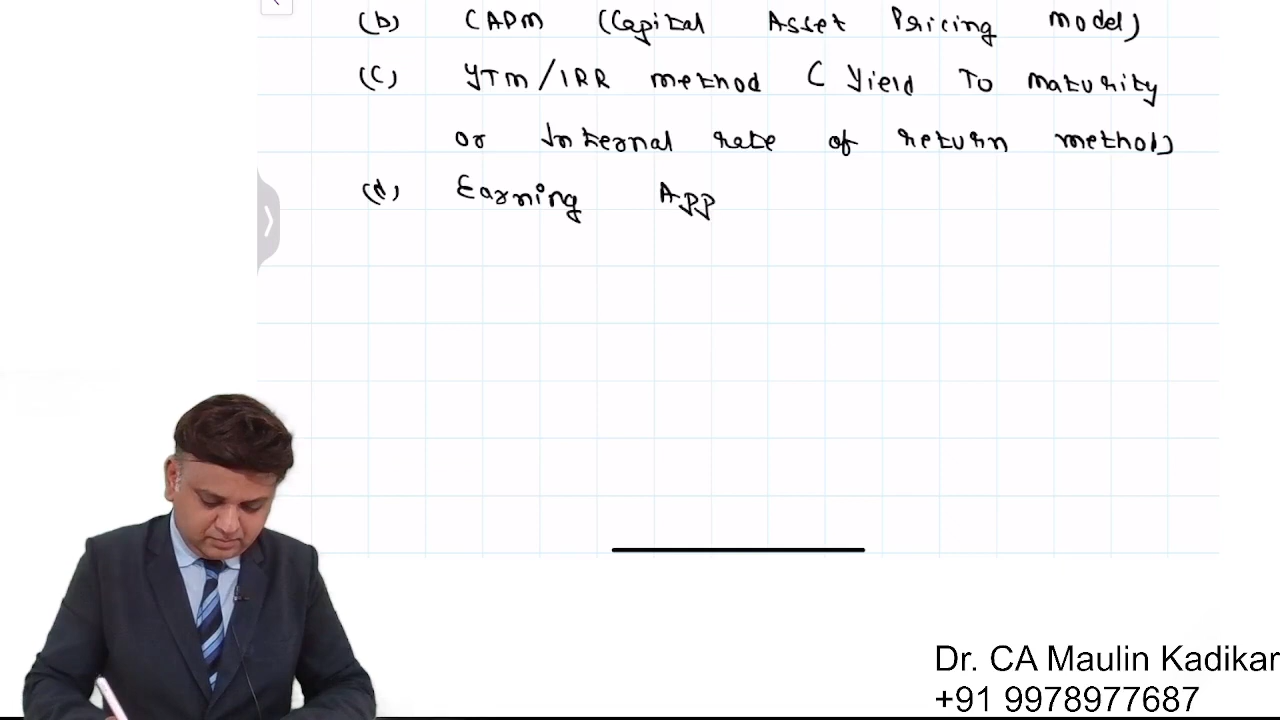 (b) CAPM (Capital Asset Pricing Model)
(c) YTM/IRR method ( Yield To maturity
or Internal rate of return method)
(d) Earning App
Dr. CA Maulin Kadikar
+91 9978977687